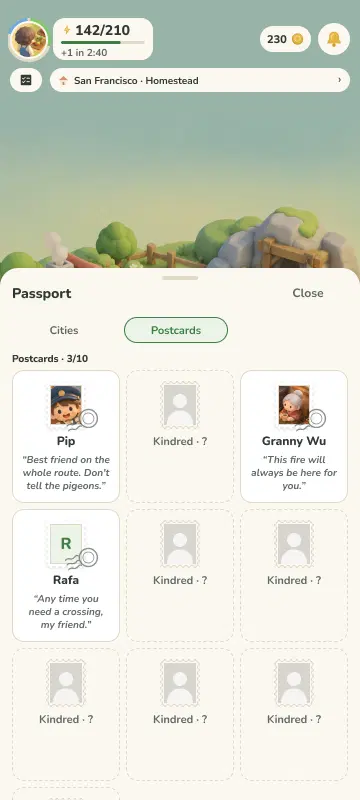 142/210
+1 in 2:40
230
San Francisco · Homestead
›
Passport
Close
Cities
Postcards
Postcards · 3/10
Pip
“Best friend on the
whole route. Don't
tell the pigeons.”
Kindred · ?
Granny Wu
“This fire will
always be here for
you.”
R
Rafa
“Any time you
need a crossing,
my friend.”
Kindred · ?
Kindred · ?
Kindred · ?
Kindred · ?
Kindred · ?